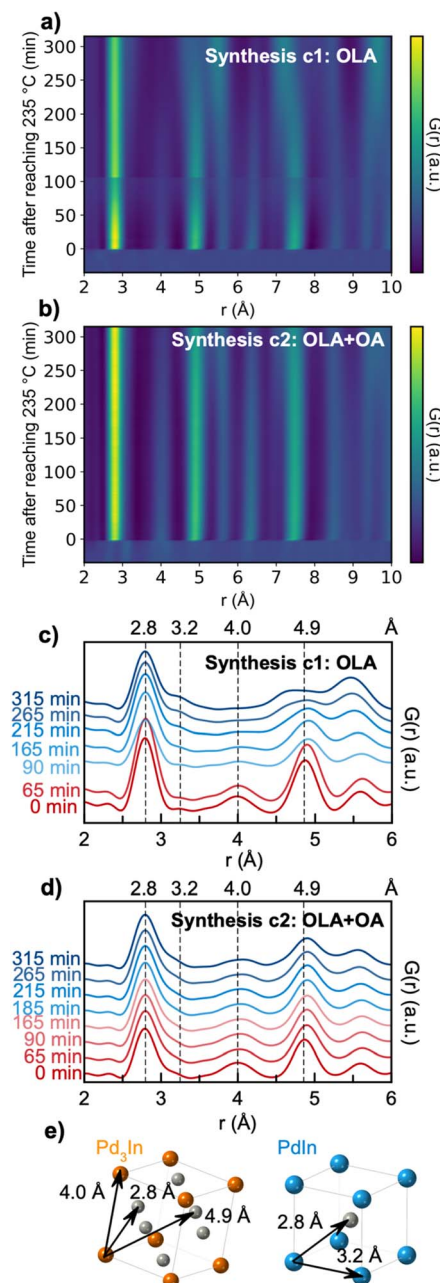 a)
Synthesis c1: OLA
Time after reaching 235 °C (min)
300
250
200
150
100
50
0
2 3 4 5 6 7 8 9 10
r (Å)
G(r) (a.u.)
b)
Synthesis c2: OLA+OA
Time after reaching 235 °C (min)
300
250
200
150
100
50
0
2 3 4 5 6 7 8 9 10
r (Å)
G(r) (a.u.)
c)
2.8 3.2 4.0 4.9 Å
Synthesis c1: OLA
315 min
265 min
215 min
165 min
90 min
65 min
0 min
G(r) (a.u.)
2 3 4 5 6
r (Å)
d)
2.8 3.2 4.0 4.9 Å
Synthesis c2: OLA+OA
315 min
265 min
215 min
185 min
165 min
90 min
65 min
0 min
G(r) (a.u.)
2 3 4 5 6
r (Å)
e)
Pd₃In
4.0 Å
2.8 Å
4.9 Å
PdIn
2.8 Å
3.2 Å